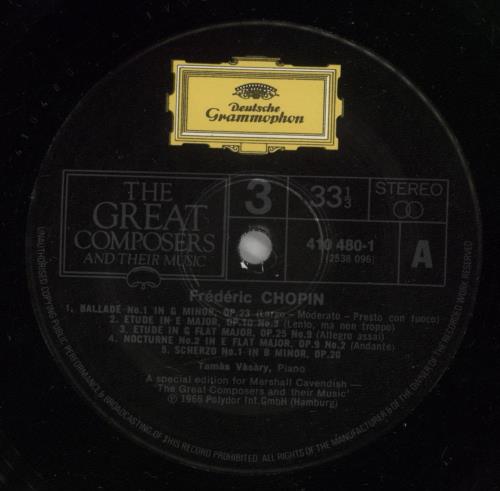 Deutsche
Grammophon
THE
GREAT
COMPOSERS
AND THEIR MUSIC
3
33 1/3
STEREO
410 480-1
(2538 096)
A
Frédéric CHOPIN
1. BALLADE No.1 IN G MINOR, OP.23 (Largo - Moderato - Presto con fuoco)
2. ETUDE IN E MAJOR, OP.10 No.3 (Lento, ma non troppo)
3. ETUDE IN G FLAT MAJOR, OP.25 No.9 (Allegro assai)
4. NOCTURNE No.2 IN E FLAT MAJOR, OP.9 No.2 (Andante)
5. SCHERZO No.1 IN B MINOR, OP.20
Tamás Vásáry, Piano
A special edition for Marshall Cavendish —
'The Great Composers and their Music'
Ⓟ 1966 Polydor Int.GmbH (Hamburg)
UNAUTHORISED COPYING PUBLIC PERFORMANCE & BROADCASTING OF THIS RECORD PROHIBITED ALL RIGHTS OF THE MANUFACTURER & OF THE OWNER OF THE RECORDED WORK RESERVED